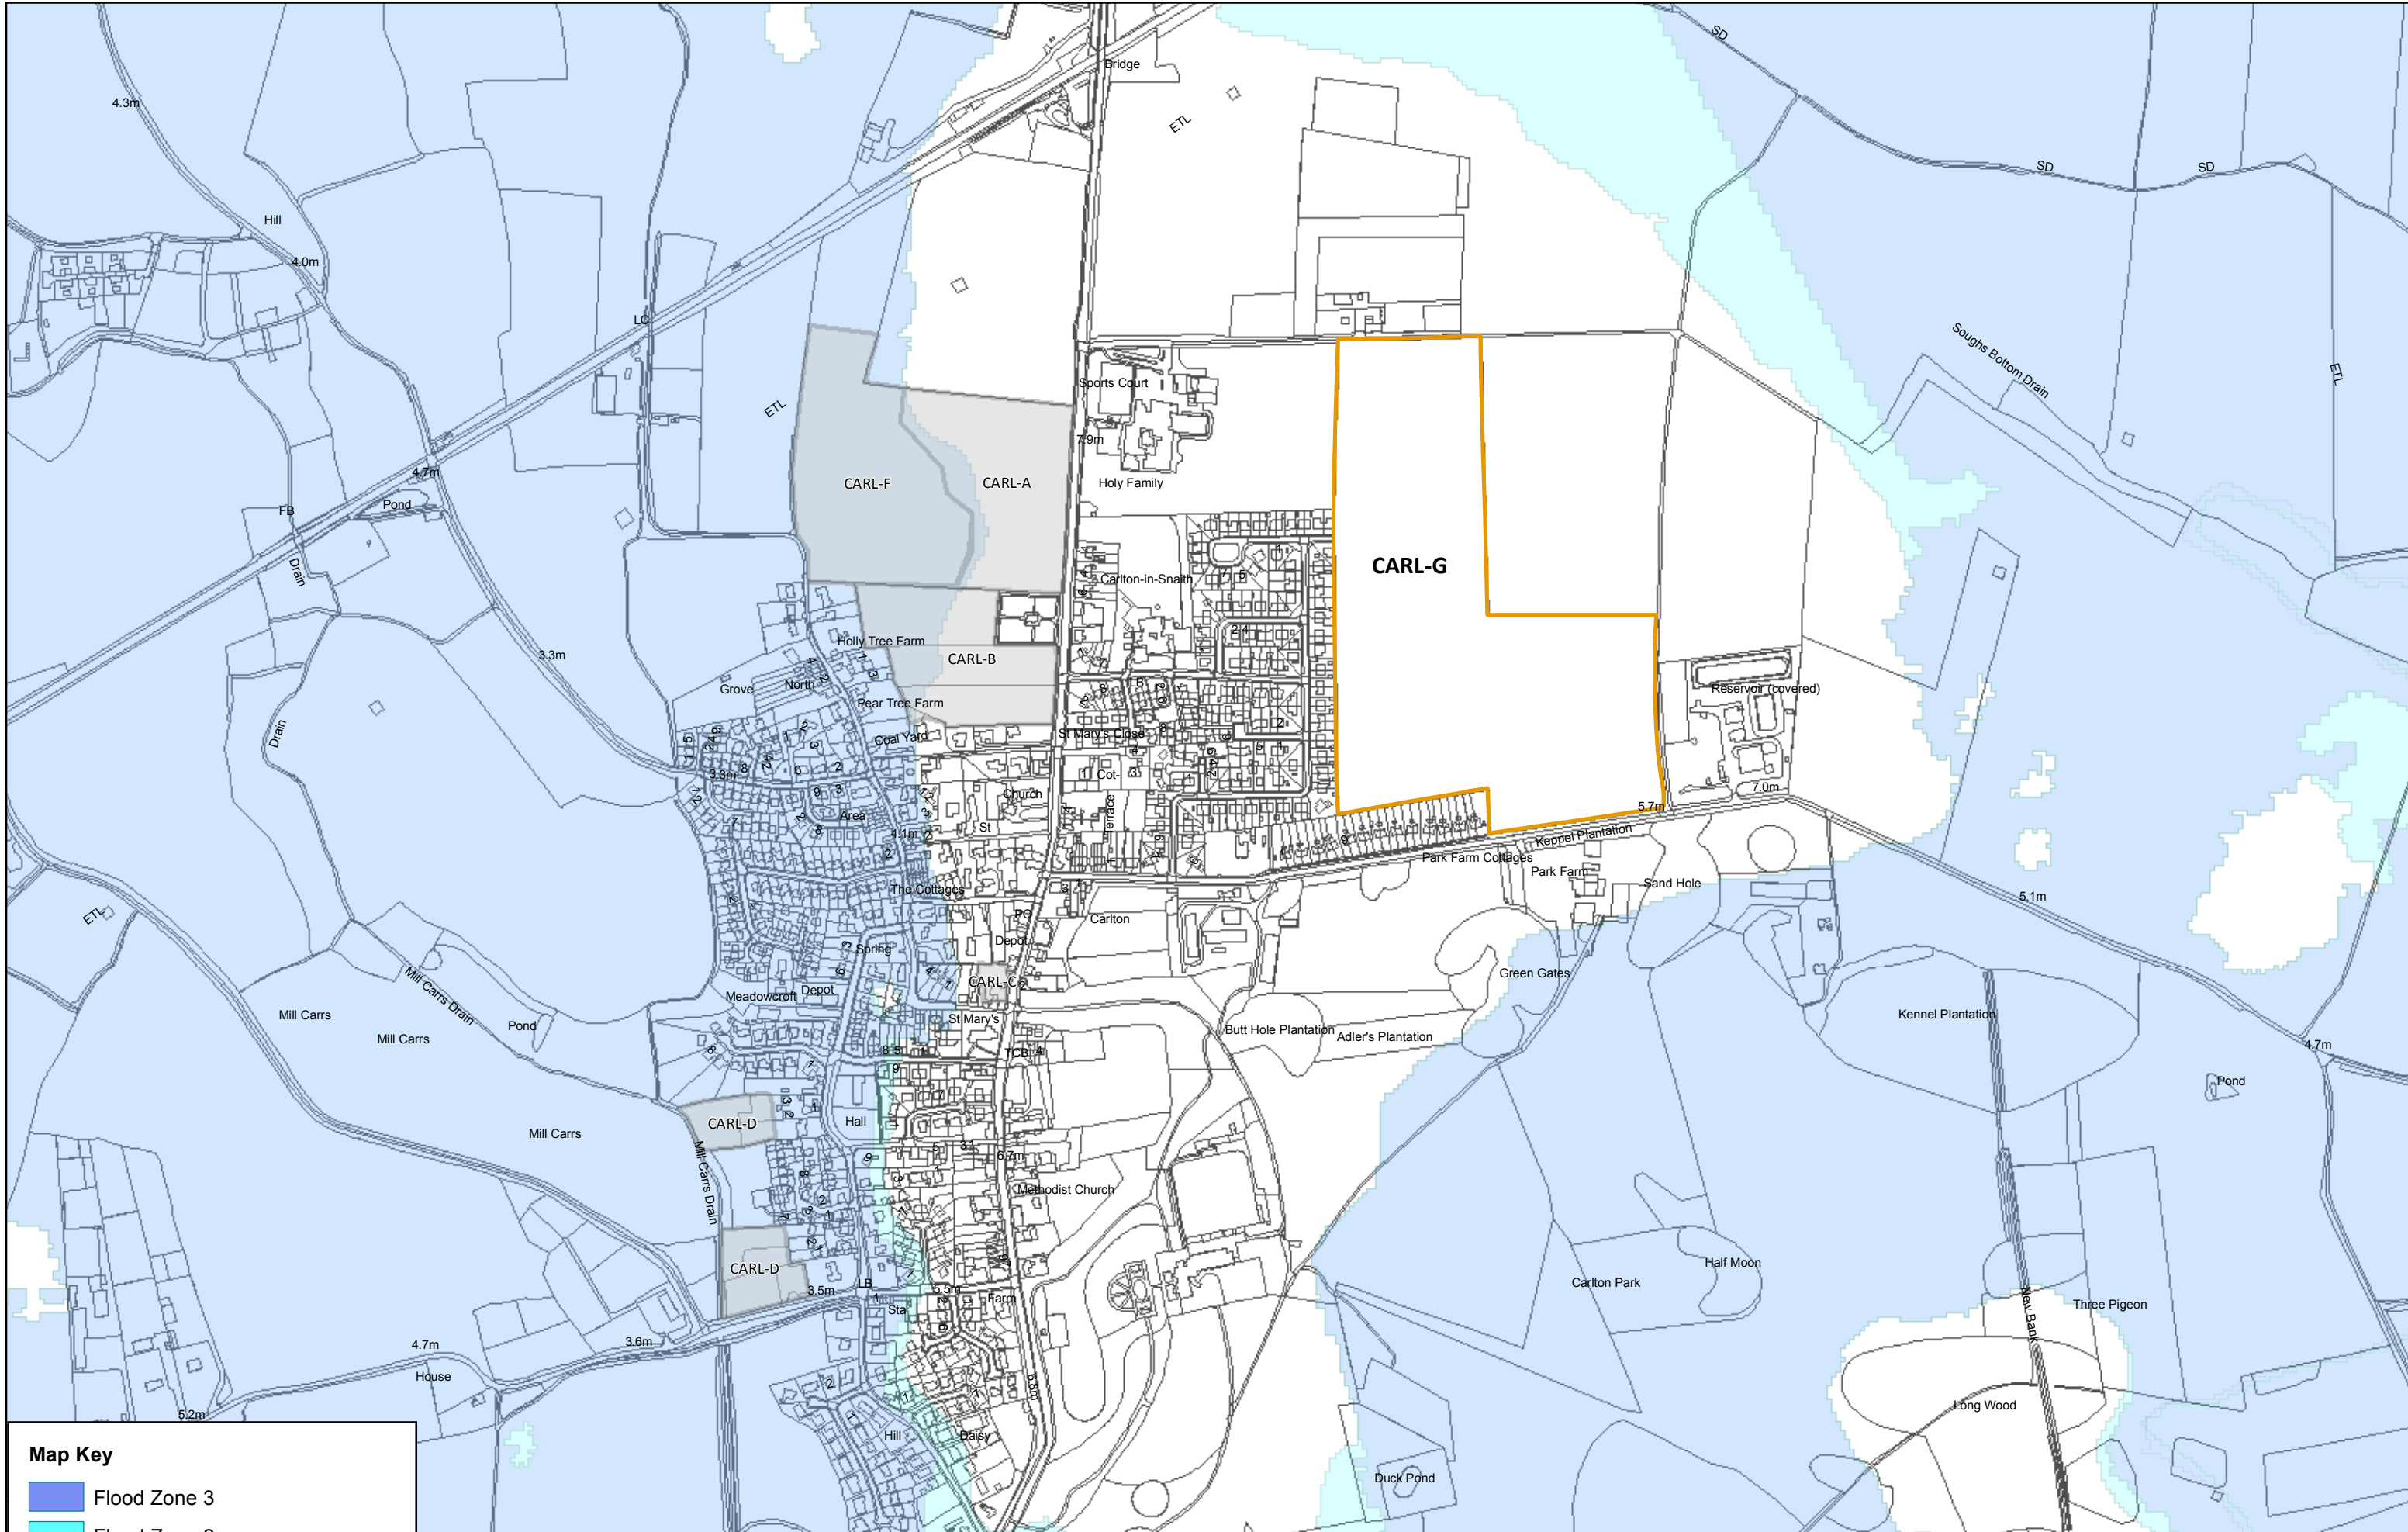 SD
Bridge
4.3m
ETL
SD
SD
Hill
4.0m
LC
Soughs Bottom Drain
ETL
Sports Court
ETL
7.9m
4.7m
CARL-F
CARL-A
Holy Family
Pond
FB
CARL-G
Drain
Carlton-in-Snaith
Holly Tree Farm
3.3m
CARL-B
North
Grove
Reservoir (covered)
Pear Tree Farm
Drain
Coal Yard
St Mary's Close
3.3m
Cot-
7.0m
Church
Terrace
5.7m
Area
St
4.1m
Keppel Plantation
Park Farm Cottages
Park Farm
Sand Hole
The Cottages
5.1m
ETL
PO
Carlton
Depot
Spring
Green Gates
Mill Carrs Drain
CARL-C
Depot
Meadowcroft
Mill Carrs
Pond
St Mary's
Kennel Plantation
Butt Hole Plantation
Adler's Plantation
Mill Carrs
4.7m
TCB
Pond
CARL-D
Hall
Mill Carrs
6.7m
Mill Carrs Drain
Methodist Church
Half Moon
CARL-D
Carlton Park
LB
3.5m
5.5m
Farm
Three Pigeon
Sta
New Bank
4.7m
3.6m
House
6.8m
Long Wood
5.2m
Hill
Daisy
Map Key
Duck Pond
Flood Zone 3